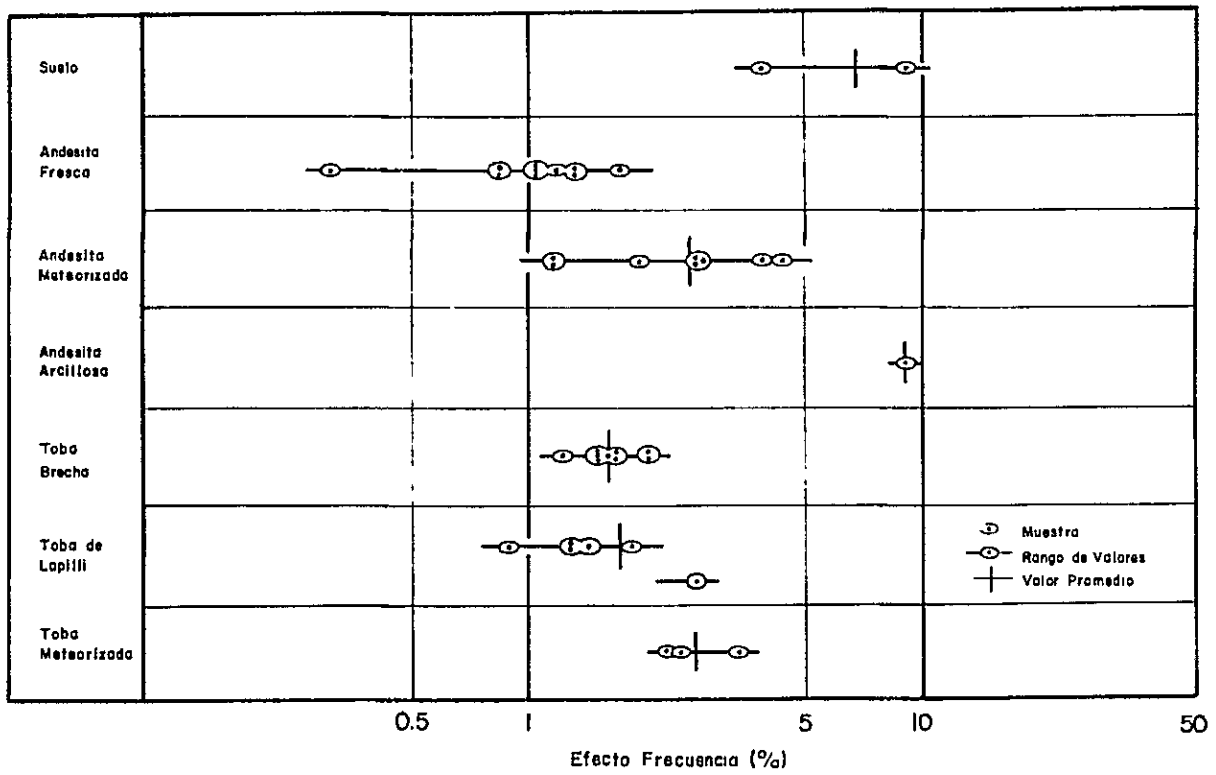 Suelo
Andesita
Fresca
Andesita
Meteorizada
Andesita
Arcillosa
Toba
Brecha
Toba de
Lapilli
Toba
Meteorizada
Muestra
Rango de Valores
Valor Promedio
0.5 1 5 10 50
Efecto Frecuencia (%)